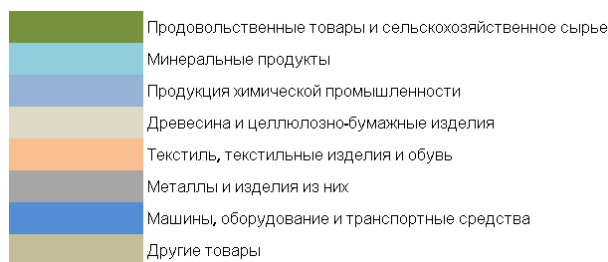 Продовольственные товары и сельскохозяйственное сырье
Минеральные продукты
Продукция химической промышленности
Древесина и целлюлозно-бумажные изделия
Текстиль, текстильные изделия и обувь
Металлы и изделия из них
Машины, оборудование и транспортные средства
Другие товары